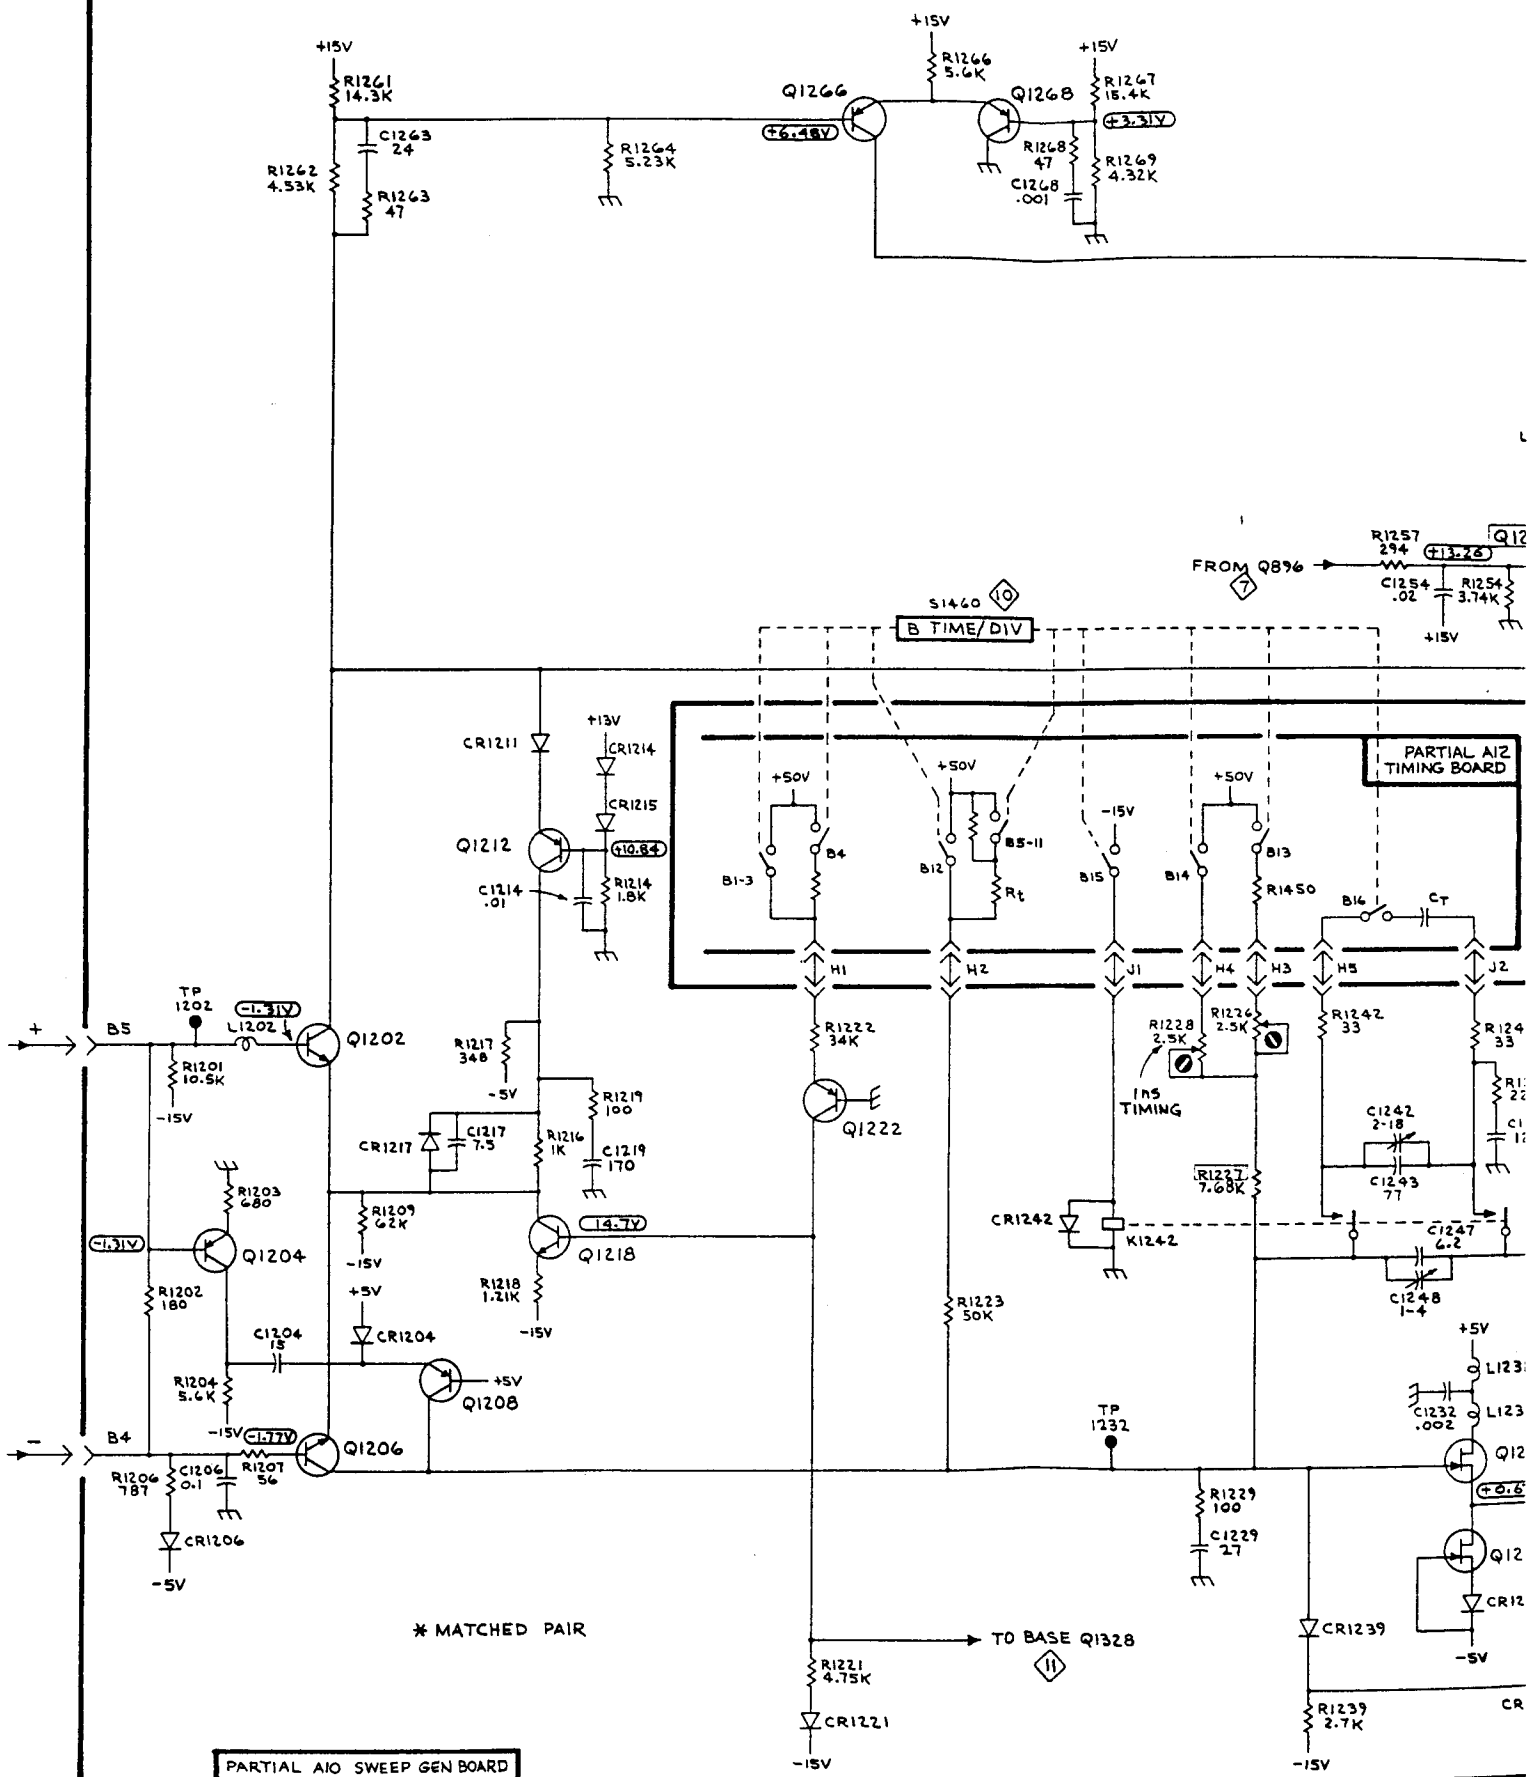 +15V
+15V
R1266
5.6K
+15V
R1261
14.3K
Q1266
Q1268
R1267
15.4K
+6.48V
+3.31V
C1263
24
R1264
5.23K
R1268
47
R1269
4.32K
R1262
4.53K
R1263
47
C1268
.001
R1257
294
+13.26
Q12
FROM Q896
7
C1254
.02
R1254
3.74K
+15V
S1460
10
B TIME/DIV
CR1211
+13V
CR1214
CR1215
PARTIAL A12
TIMING BOARD
+50V
+50V
-15V
+50V
Q1212
+10.84
B1-3
B4
B12
B5-11
B15
B14
B13
C1214
.01
R1214
1.8K
Rt
R1450
B16
CT
H1
H2
J1
H4
H3
H5
J2
TP
1202
-1.31V
+
B5
L1202
Q1202
R1201
10.5K
-15V
R1217
348
-5V
R1222
34K
R1228
2.5K
R1226
2.5K
R1242
33
R124
33
1nS
TIMING
R1219
100
Q1222
CR1217
C1217
7.5
R1216
1K
C1219
170
C1242
2-18
C1243
77
R1203
680
R1209
62K
-15V
14.7V
R1227
7.68K
-1.31V
Q1204
Q1218
CR1242
K1242
C1247
6.2
R1202
180
+5V
R1218
1.21K
-15V
C1248
1-4
C1204
15
CR1204
R1223
50K
+5V
L123
R1204
5.6K
-15V
+5V
Q1208
C1232
.002
L123
TP
1232
-
B4
-1.77V
Q1206
Q12
R1206
787
C1206
0.1
R1207
56
R1229
100
C1229
27
CR1206
-5V
Q12
CR12
-5V
* MATCHED PAIR
TO BASE Q1328
11
CR1239
R1221
4.75K
CR1221
-15V
R1239
2.7K
-15V
CR
PARTIAL A10 SWEEP GEN BOARD